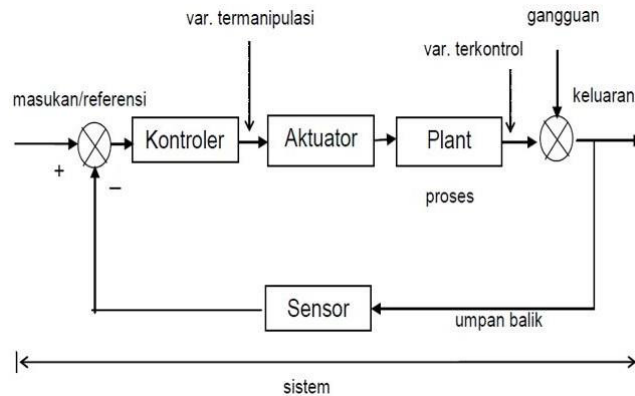 var. termanipulasi
gangguan
var. terkontrol
masukan/referensi
keluaran
Kontroler
Aktuator
Plant
+
−
proses
Sensor
umpan balik
sistem